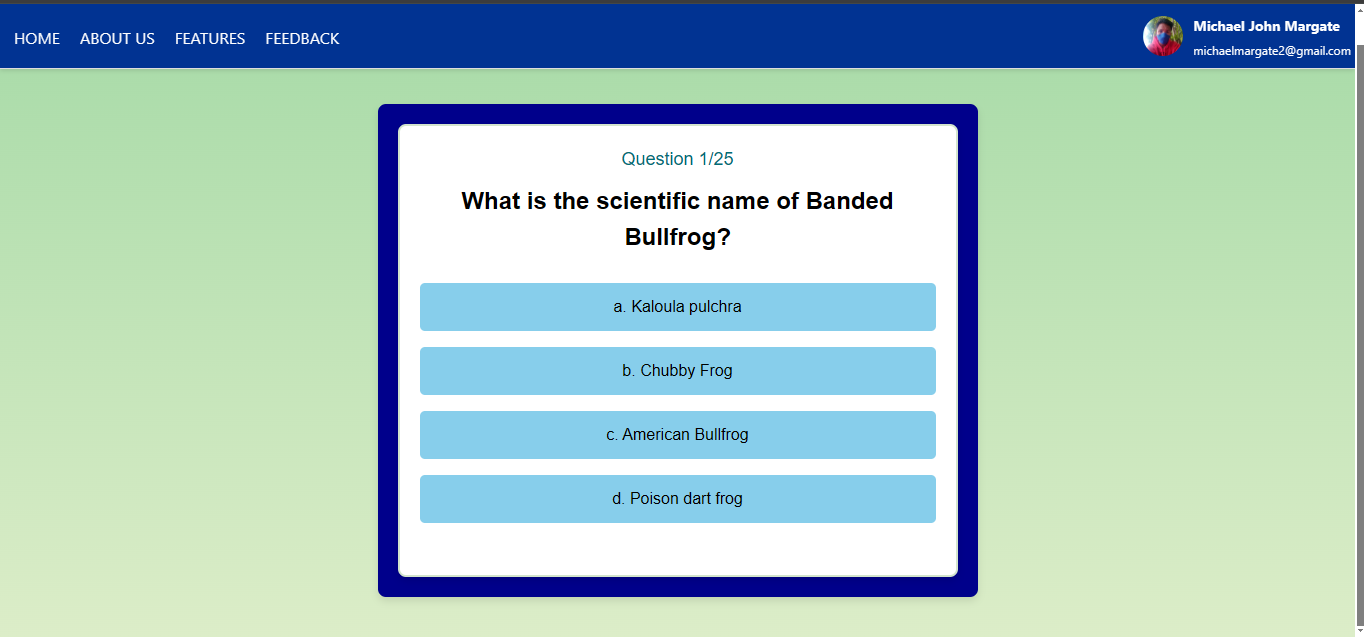 HOME ABOUT US FEATURES FEEDBACK
Michael John Margate
michaelmargate2@gmail.com
Question 1/25
What is the scientific name of Banded
Bullfrog?
a. Kaloula pulchra
b. Chubby Frog
c. American Bullfrog
d. Poison dart frog